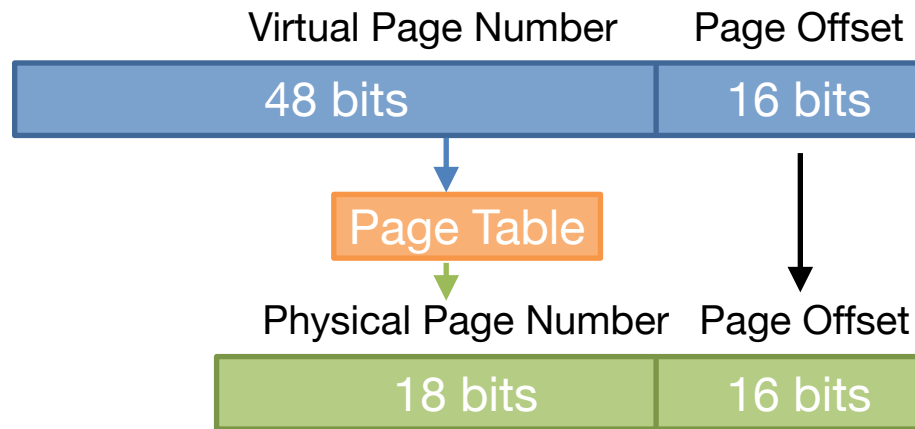 Virtual Page Number Page Offset
48 bits 16 bits
Page Table
Physical Page Number Page Offset
18 bits 16 bits